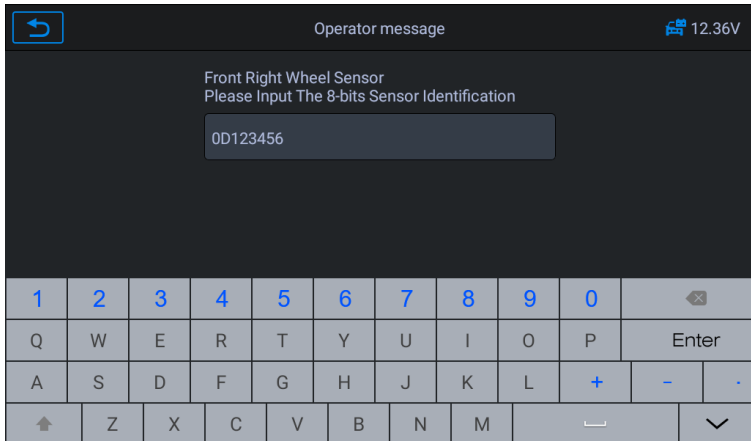 Operator message
12.36V
Front Right Wheel Sensor
Please Input The 8-bits Sensor Identification
0D123456
1 2 3 4 5 6 7 8 9 0
Q W E R T Y U I O P Enter
A S D F G H J K L + - .
Z X C V B N M